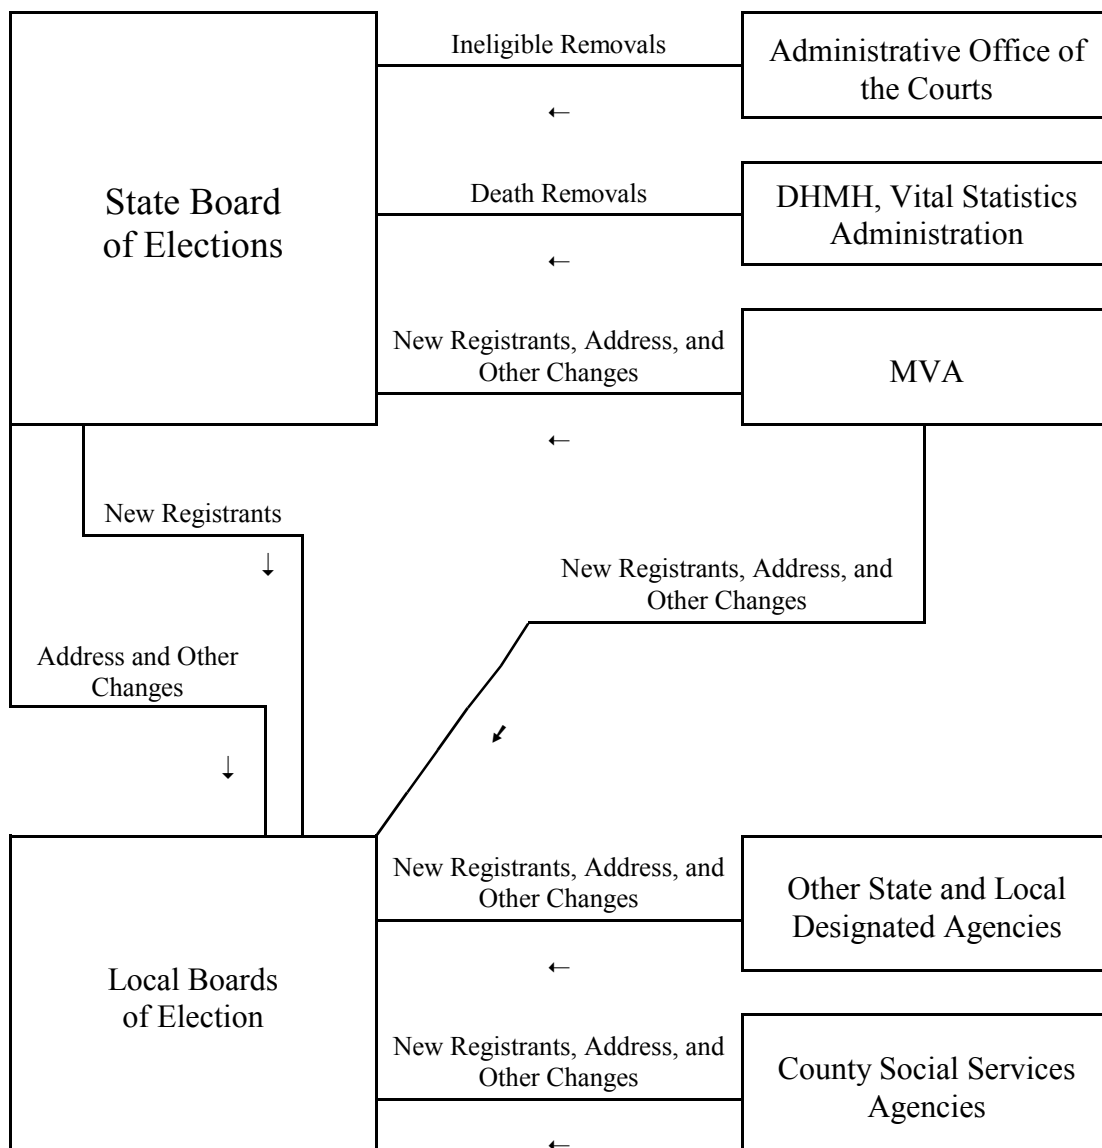 Ineligible Removals
Administrative Office of
the Courts
State Board
of Elections
Death Removals
DHMH, Vital Statistics
Administration
New Registrants, Address, and
Other Changes
MVA
New Registrants
New Registrants, Address, and
Other Changes
Address and Other
Changes
New Registrants, Address, and
Other Changes
Other State and Local
Designated Agencies
Local Boards
of Election
New Registrants, Address, and
Other Changes
County Social Services
Agencies